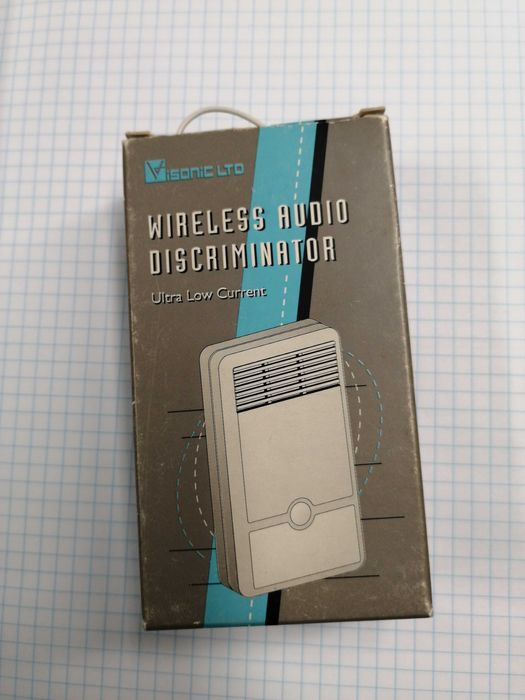 Visonic LTD
WIRELESS AUDIO
DISCRIMINATOR
Ultra Low Current